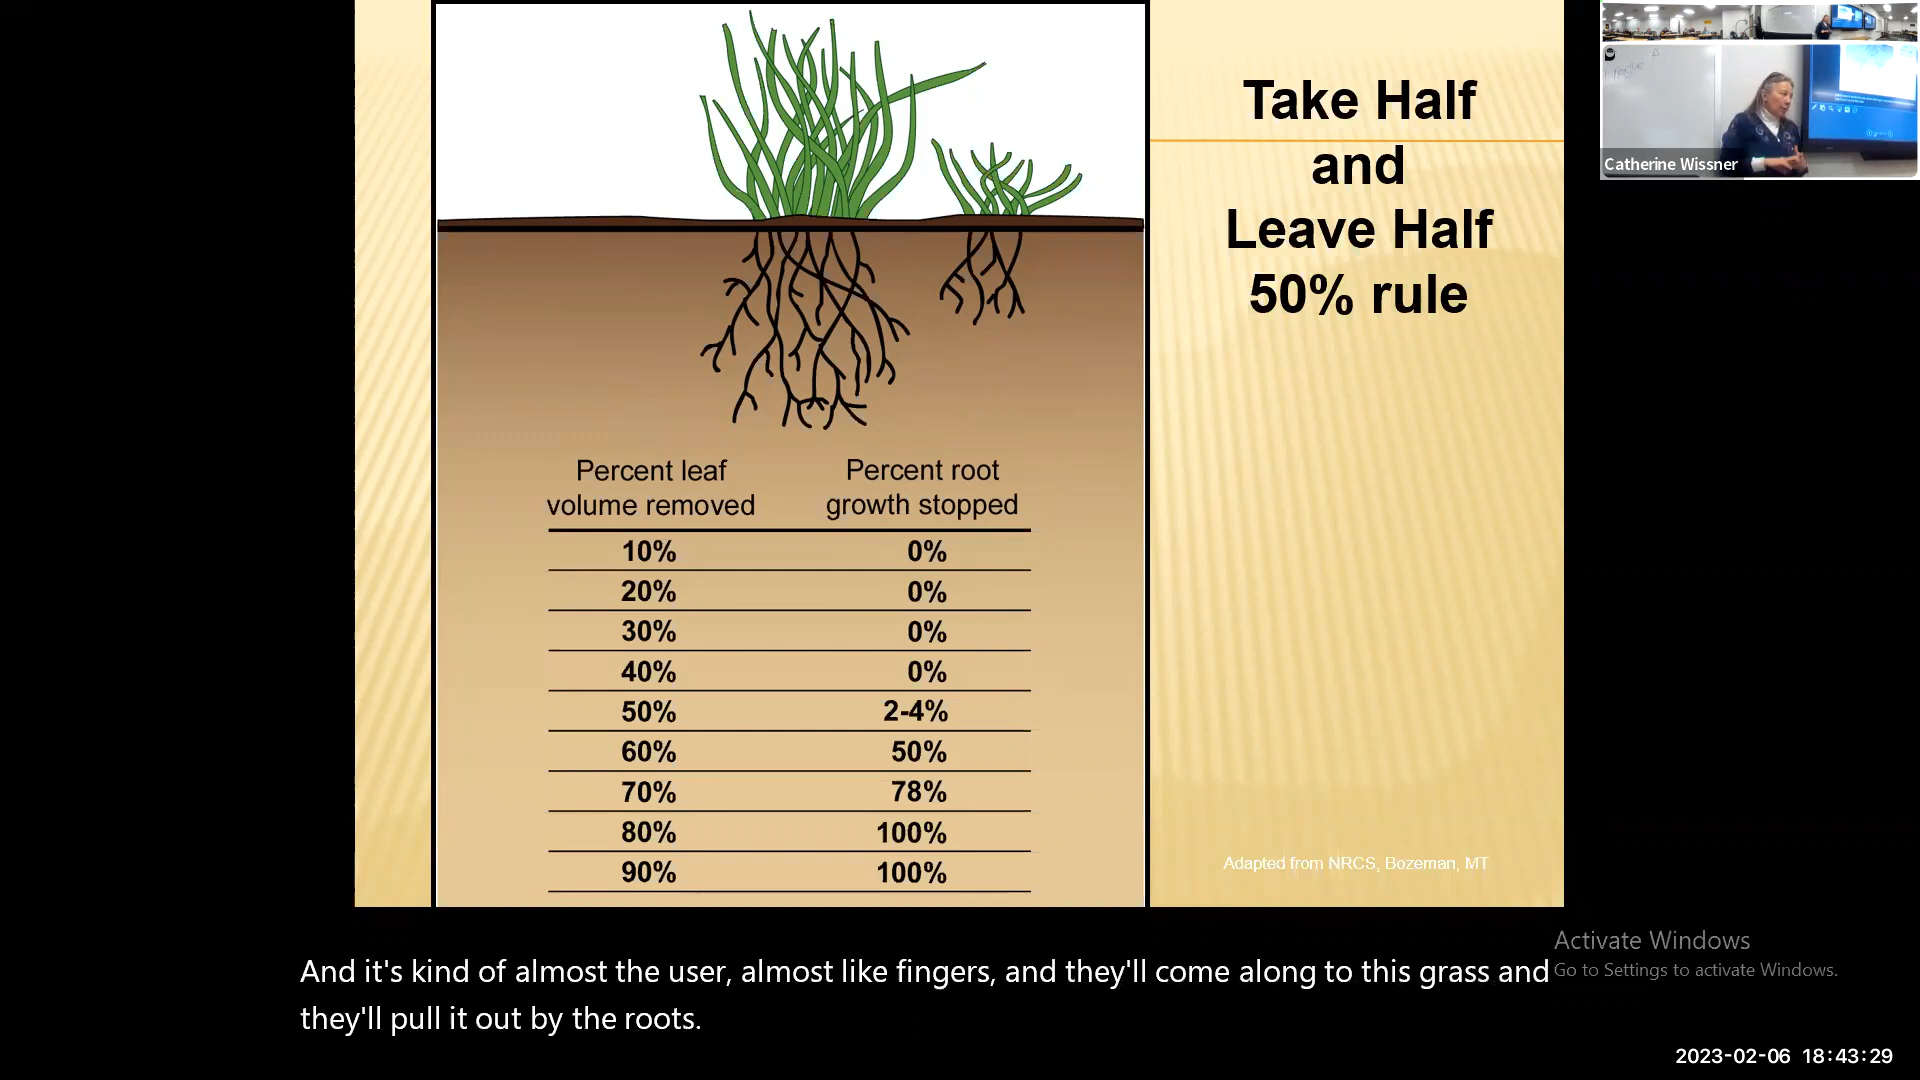 Take Half
and
Leave Half
50% rule
Percent leaf
volume removed
Percent root
growth stopped
10% 0%
20% 0%
30% 0%
40% 0%
50% 2-4%
60% 50%
70% 78%
80% 100%
90% 100%
Adapted from NRCS, Bozeman, MT
Catherine Wissner
And it's kind of almost the user, almost like fingers, and they'll come along to this grass and
they'll pull it out by the roots.
Activate Windows
Go to Settings to activate Windows.
2023-02-06 18:43:29